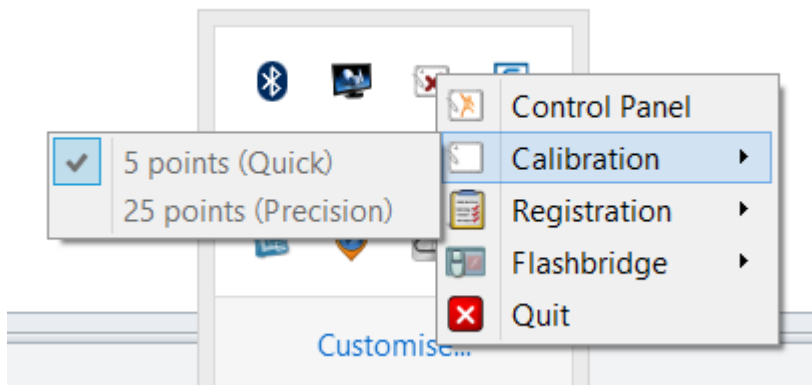 Control Panel
Calibration
5 points (Quick)
25 points (Precision)
Registration
Flashbridge
Quit
Customise...